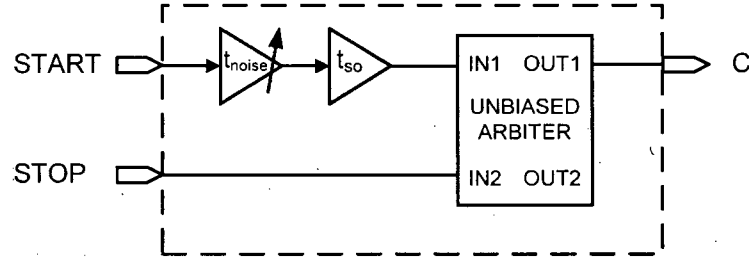 START
t_noise
t_so
IN1 OUT1
C
UNBIASED
ARBITER
STOP
IN2 OUT2